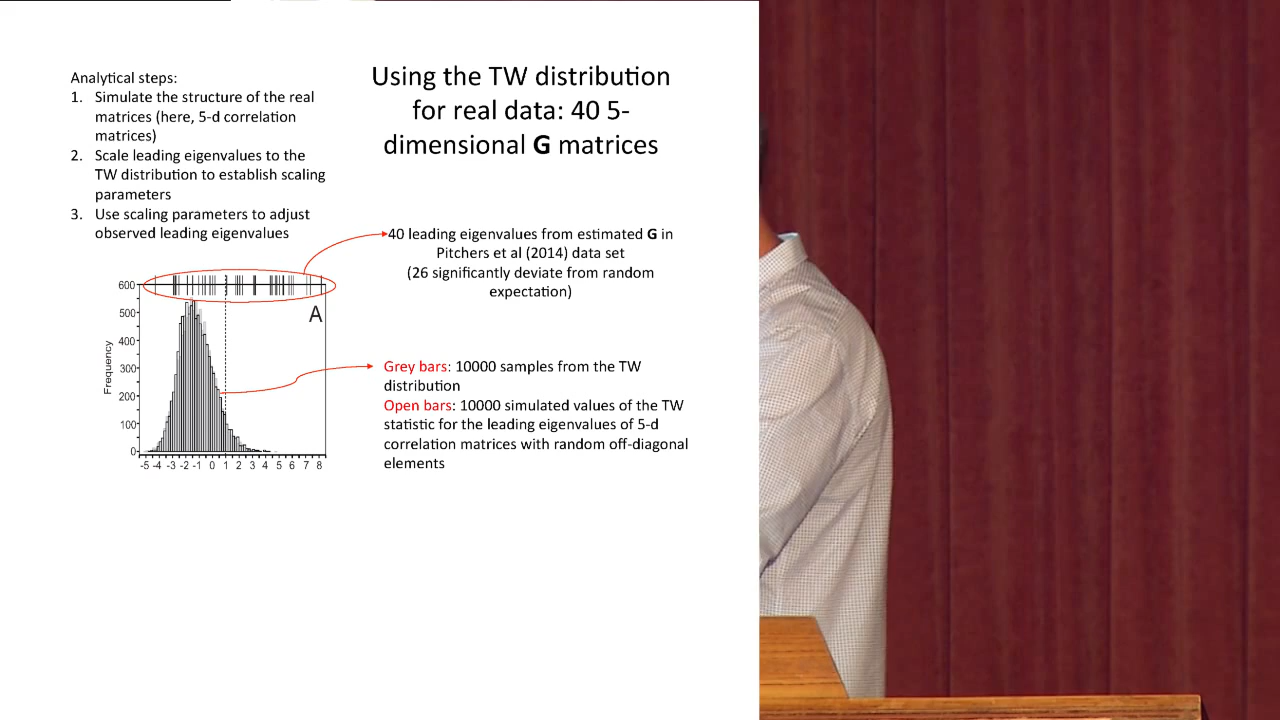 Analytical steps:
1. Simulate the structure of the real
matrices (here, 5-d correlation
matrices)
2. Scale leading eigenvalues to the
TW distribution to establish scaling
parameters
3. Use scaling parameters to adjust
observed leading eigenvalues
Using the TW distribution
for real data: 40 5-
dimensional G matrices
40 leading eigenvalues from estimated G in
Pitchers et al (2014) data set
(26 significantly deviate from random
expectation)
600
500
400
300
200
100
0
Frequency
A
-5 -4 -3 -2 -1 0 1 2 3 4 5 6 7 8
Grey bars: 10000 samples from the TW
distribution
Open bars: 10000 simulated values of the TW
statistic for the leading eigenvalues of 5-d
correlation matrices with random off-diagonal
elements